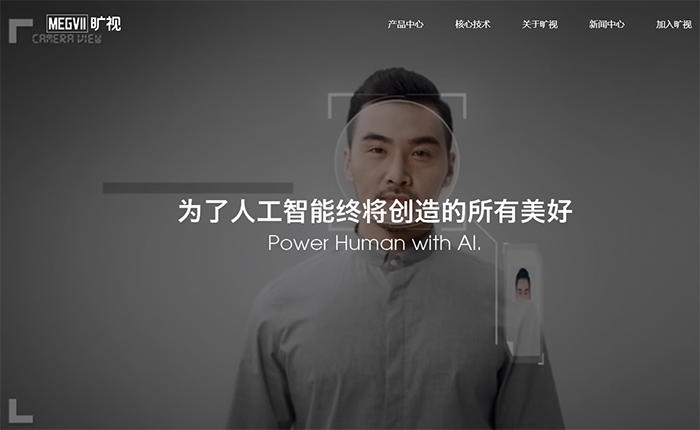 MEGVII 旷视
产品中心
核心技术
关于旷视
新闻中心
加入旷视
CAMERA VIEW
为了人工智能终将创造的所有美好
Power Human with AI.